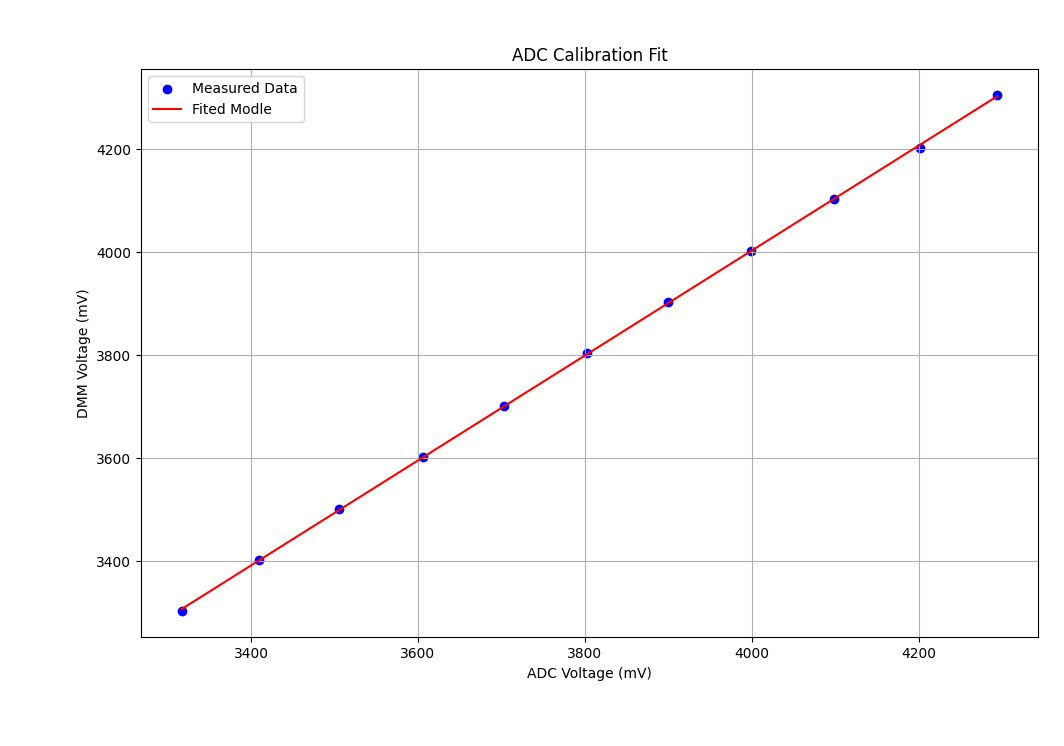 ADC Calibration Fit
Measured Data
Fited Modle
4200
4000
3800
3600
3400
DMM Voltage (mV)
3400 3600 3800 4000 4200
ADC Voltage (mV)